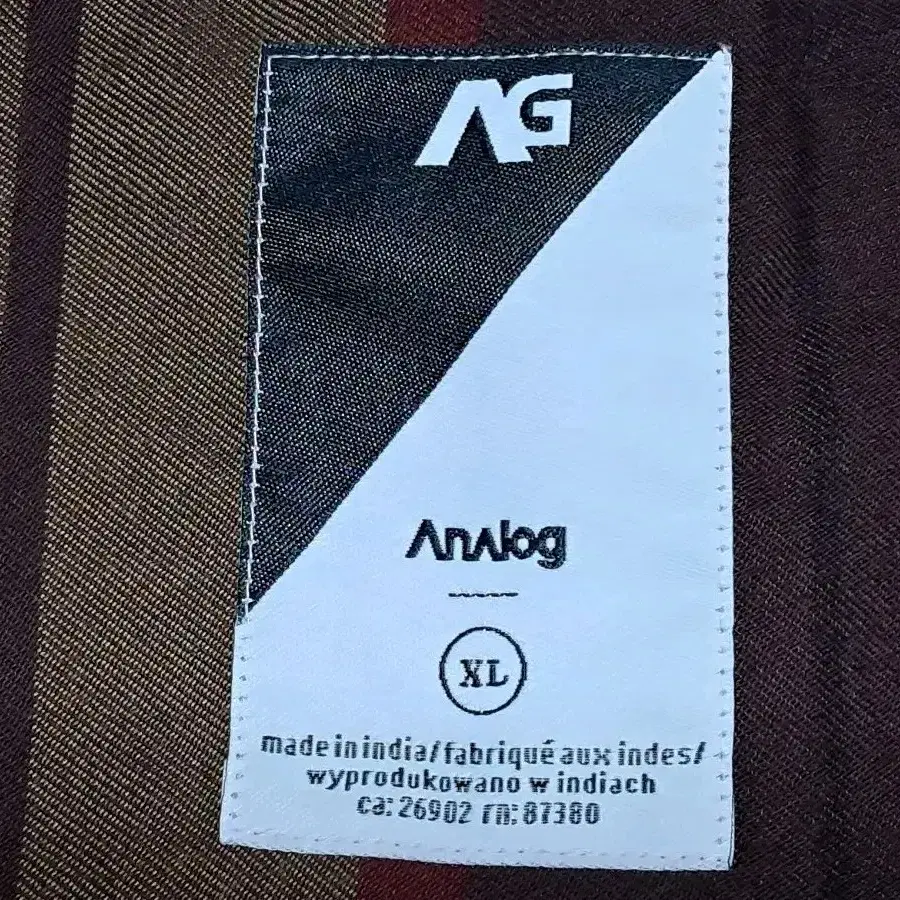 AG
Analog
XL
made in india/fabriqué aux indes/
wyprodukowano w indiach
ca: 26902 rn: 87380